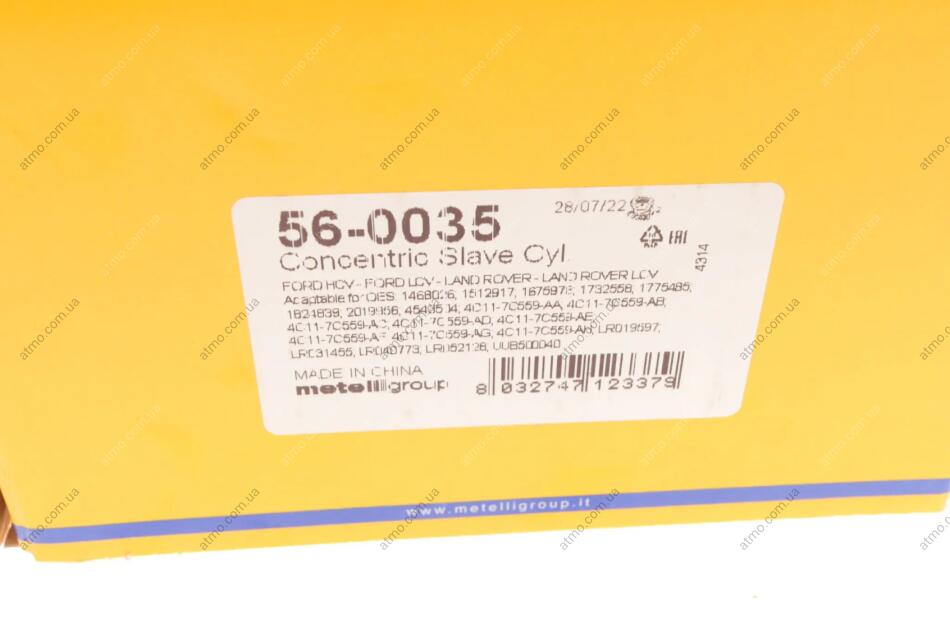 56-0035
28/07/22
Concentric Slave Cyl.
4314
FORD HCV - FORD LCV - LAND ROVER - LAND ROVER LCV
Adaptable for OES: 1468026, 1512917, 1675978, 1732558, 1775485,
1824839, 4C11-7C559-AA, 4C11-7C559-AB,
4C11-7C559-AC, 4C11-7C559-AD, 4C11-7C559-AE,
4C11-7C559-AF, 4C11-7C559-AG, 4C11-7C559-AH, LR019597,
LR031455, LR040773, UUB500040
MADE IN CHINA
metelligroup
8 032747 123379
www.metelligroup.it
atmo.com.ua